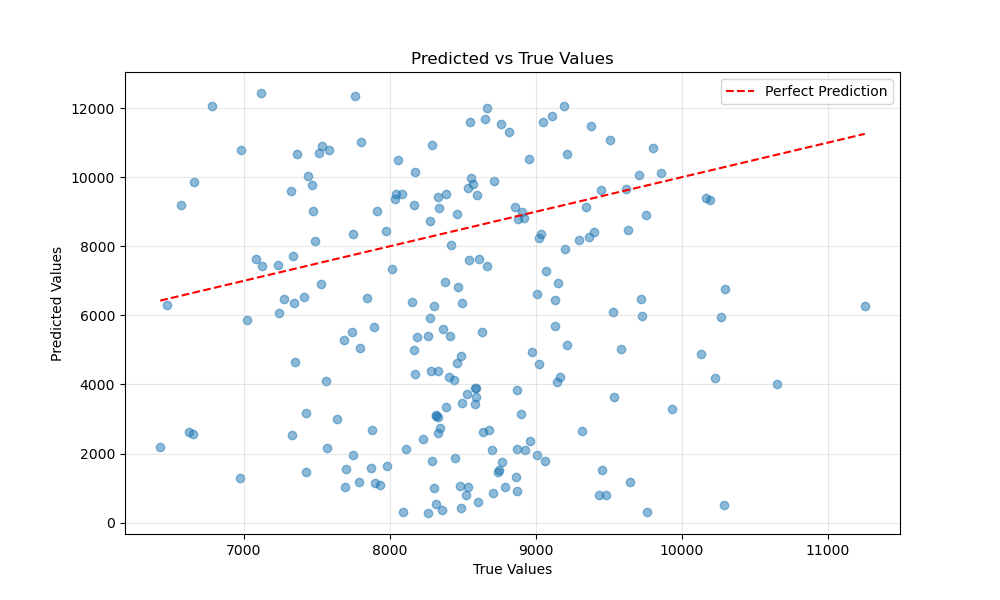 Predicted vs True Values
Perfect Prediction
Predicted Values
12000
10000
8000
6000
4000
2000
0
7000 8000 9000 10000 11000
True Values